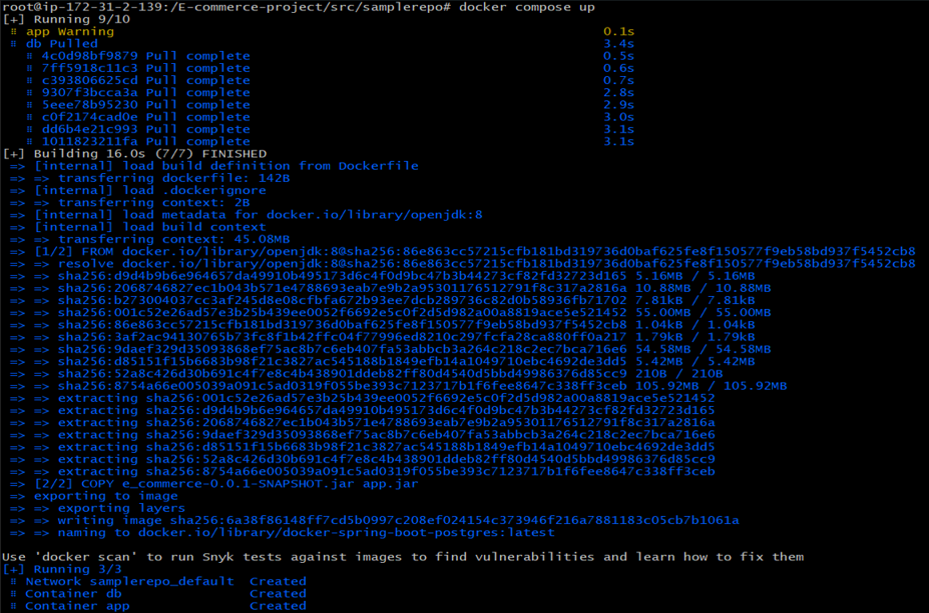 root@ip-172-31-2-139:/E-commerce-project/src/samplerepo# docker compose up
[+] Running 9/10
⠿ app Warning 0.1s
⠿ db Pulled 3.4s
⠿ 4c0d98bf9879 Pull complete 0.5s
⠿ 7ff5918c11c3 Pull complete 0.6s
⠿ c393806625cd Pull complete 0.7s
⠿ 9307f3bcca3a Pull complete 2.8s
⠿ 5eee78b95230 Pull complete 2.9s
⠿ c0f2174cad0e Pull complete 3.0s
⠿ dd6b4e21c993 Pull complete 3.1s
⠿ 1011823211fa Pull complete 3.1s
[+] Building 16.0s (7/7) FINISHED
=> [internal] load build definition from Dockerfile
=> => transferring dockerfile: 142B
=> [internal] load .dockerignore
=> => transferring context: 2B
=> [internal] load metadata for docker.io/library/openjdk:8
=> [internal] load build context
=> => transferring context: 45.08MB
=> [1/2] FROM docker.io/library/openjdk:8@sha256:86e863cc57215cfb181bd319736d0baf625fe8f150577f9eb58bd937f5452cb8
=> => resolve docker.io/library/openjdk:8@sha256:86e863cc57215cfb181bd319736d0baf625fe8f150577f9eb58bd937f5452cb8
=> => sha256:d9d4b9b6e964657da49910b495173d6c4f0d9bc47b3b44273cf82fd32723d165 5.16MB / 5.16MB
=> => sha256:2068746827ec1b043b571e4788693eab7e9b2a95301176512791f8c317a2816a 10.88MB / 10.88MB
=> => sha256:b273004037cc3af245d8e08cfbfa672b93ee7dcb289736c82d0b58936fb71702 7.81kB / 7.81kB
=> => sha256:001c52e26ad57e3b25b439ee0052f6692e5c0f2d5d982a00a8819ace5e521452 55.00MB / 55.00MB
=> => sha256:86e863cc57215cfb181bd319736d0baf625fe8f150577f9eb58bd937f5452cb8 1.04kB / 1.04kB
=> => sha256:3af2ac94130765b73fc8f1b42ffc04f77996ed8210c297fcfa28ca880ff0a217 1.79kB / 1.79kB
=> => sha256:9daef329d35093868ef75ac8b7c6eb407fa53abbcb3a264c218c2ec7bca716e6 54.58MB / 54.58MB
=> => sha256:d85151f15b6683b98f21c3827ac545188b1849efb14a1049710ebc4692de3dd5 5.42MB / 5.42MB
=> => sha256:52a8c426d30b691c4f7e8c4b438901ddeb82ff80d4540d5bbd49986376d85cc9 210B / 210B
=> => sha256:8754a66e005039a091c5ad0319f055be393c7123717b1f6fee8647c338ff3ceb 105.92MB / 105.92MB
=> => extracting sha256:001c52e26ad57e3b25b439ee0052f6692e5c0f2d5d982a00a8819ace5e521452
=> => extracting sha256:d9d4b9b6e964657da49910b495173d6c4f0d9bc47b3b44273cf82fd32723d165
=> => extracting sha256:2068746827ec1b043b571e4788693eab7e9b2a95301176512791f8c317a2816a
=> => extracting sha256:9daef329d35093868ef75ac8b7c6eb407fa53abbcb3a264c218c2ec7bca716e6
=> => extracting sha256:d85151f15b6683b98f21c3827ac545188b1849efb14a1049710ebc4692de3dd5
=> => extracting sha256:52a8c426d30b691c4f7e8c4b438901ddeb82ff80d4540d5bbd49986376d85cc9
=> => extracting sha256:8754a66e005039a091c5ad0319f055be393c7123717b1f6fee8647c338ff3ceb
=> [2/2] COPY e_commerce-0.0.1-SNAPSHOT.jar app.jar
=> exporting to image
=> => exporting layers
=> => writing image sha256:6a38f86148ff7cd5b0997c208ef024154c373946f216a7881183c05cb7b1061a
=> => naming to docker.io/library/docker-spring-boot-postgres:latest
Use 'docker scan' to run Snyk tests against images to find vulnerabilities and learn how to fix them
[+] Running 3/3
⠿ Network samplerepo_default Created
⠿ Container db Created
⠿ Container app Created